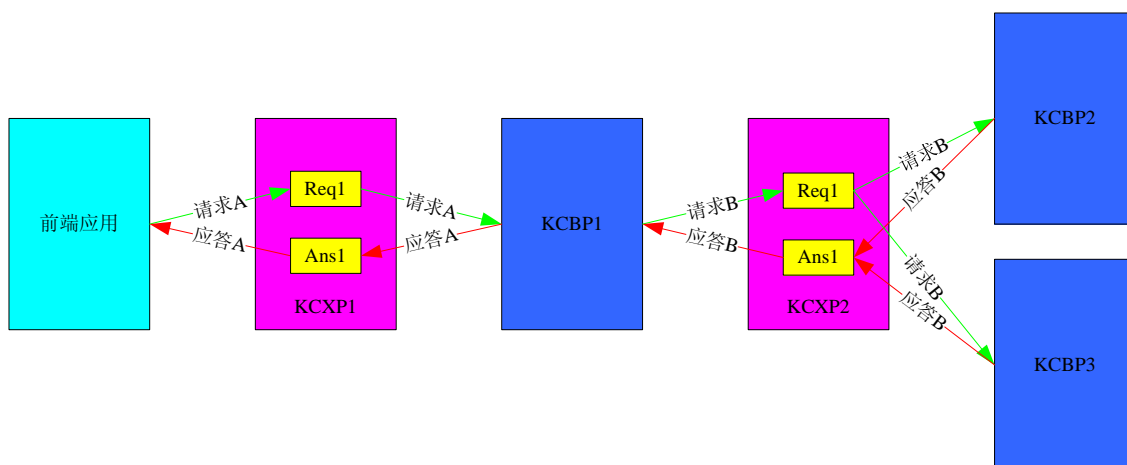 前端应用
请求A
应答A
Req1
Ans1
KCXP1
请求A
应答A
KCBP1
请求B
应答B
Req1
Ans1
KCXP2
请求B
应答B
请求B
应答B
KCBP2
KCBP3